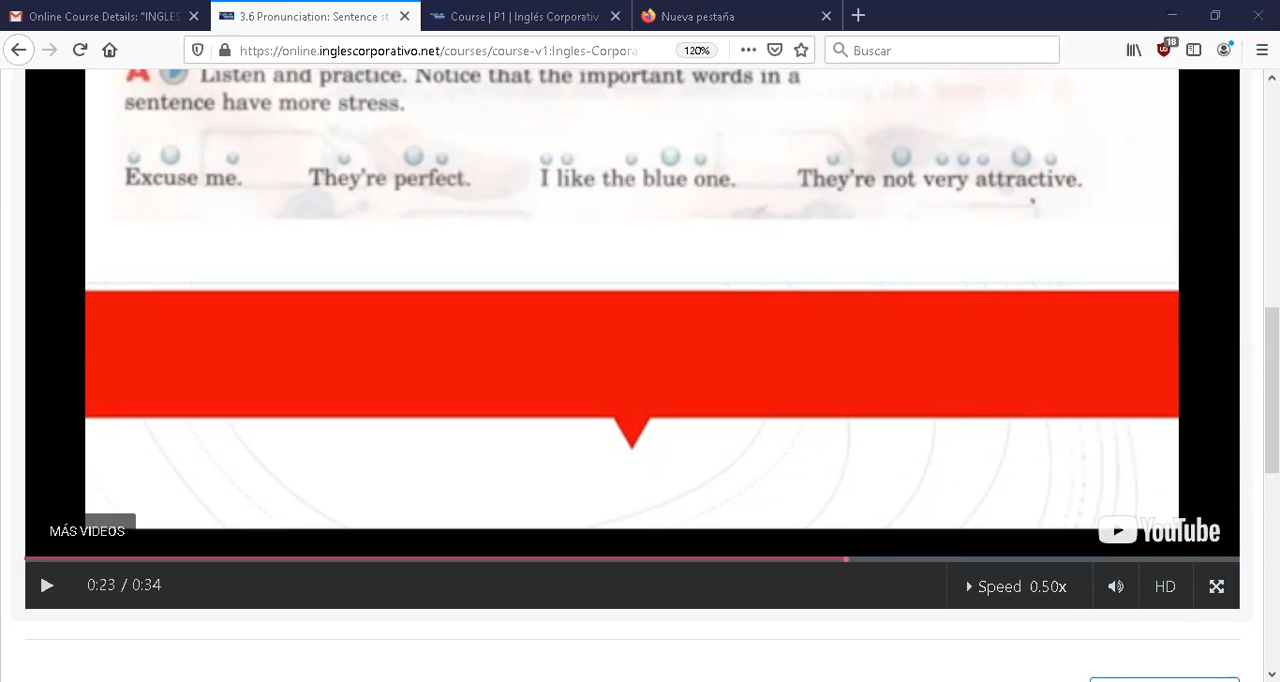 Online Course Details: "INGLES
3.6 Pronunciation: Sentence st
Course | P1 | Inglés Corporativ
Nueva pestaña
https://online.inglescorporativo.net/courses/course-v1:Ingles-Corpora
120%
Buscar
18
A Listen and practice. Notice that the important words in a
sentence have more stress.
Excuse me. They're perfect. I like the blue one. They're not very attractive.
MÁS VIDEOS
YouTube
0:23 / 0:34
Speed 0.50x
HD